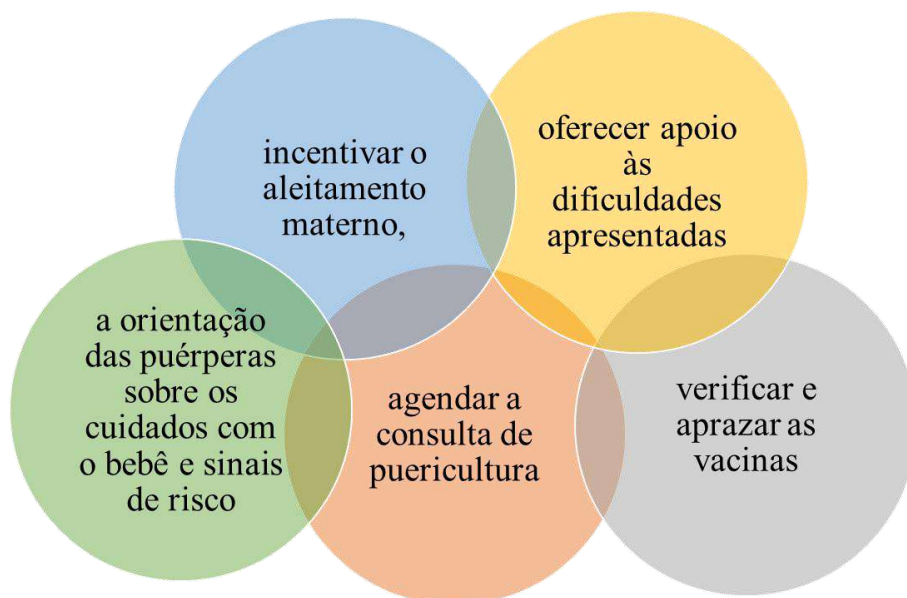 incentivar o
aleitamento
materno,
oferecer apoio
às
dificuldades
apresentadas
a orientação
das puérperas
sobre os
cuidados com
o bebê e sinais
de risco
agendar a
consulta de
puericultura
verificar e
aprazar as
vacinas